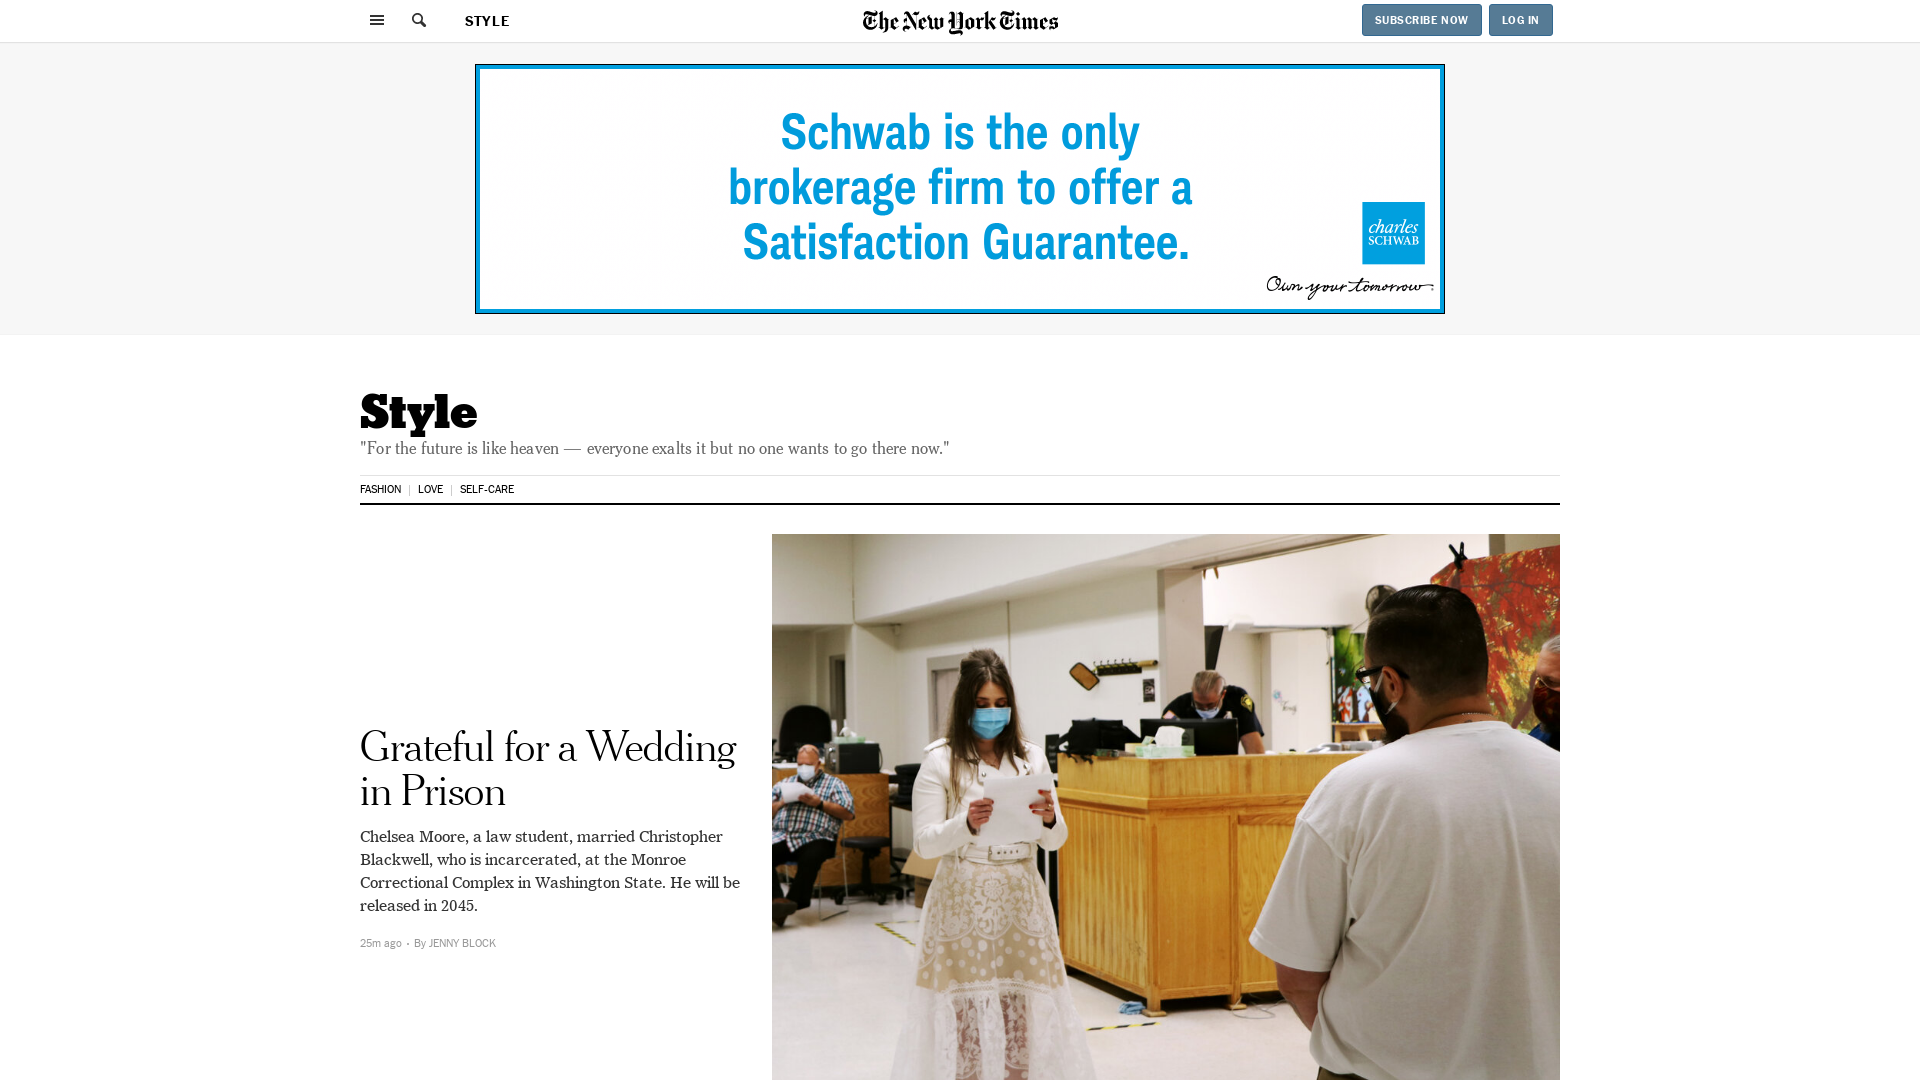 STYLE
The New York Times
SUBSCRIBE NOW
LOG IN
Schwab is the only
brokerage firm to offer a
Satisfaction Guarantee.
charles
SCHWAB
Own your tomorrow.
Style
"For the future is like heaven — everyone exalts it but no one wants to go there now."
FASHION | LOVE | SELF-CARE
Grateful for a Wedding
in Prison
Chelsea Moore, a law student, married Christopher
Blackwell, who is incarcerated, at the Monroe
Correctional Complex in Washington State. He will be
released in 2045.
25m ago • By JENNY BLOCK